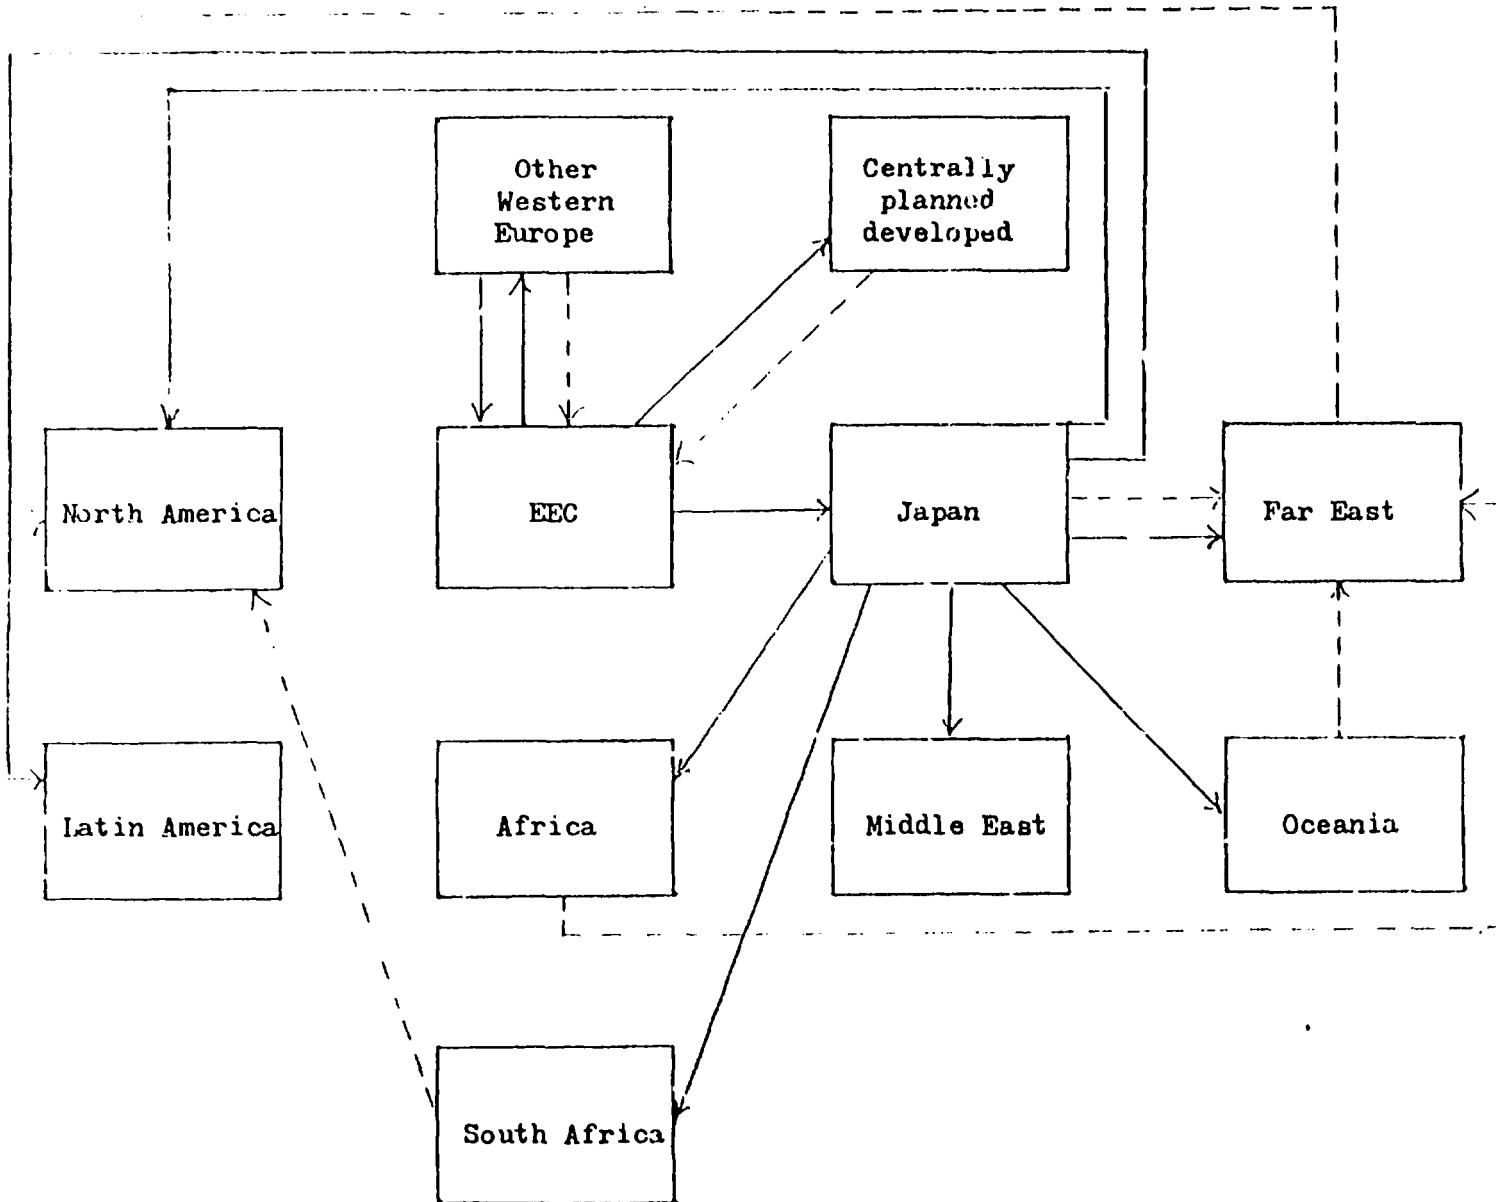 Other
Western
Europe
Centrally
planned
developed
North America
EEC
Japan
Far East
Latin America
Africa
Middle East
Oceania
South Africa